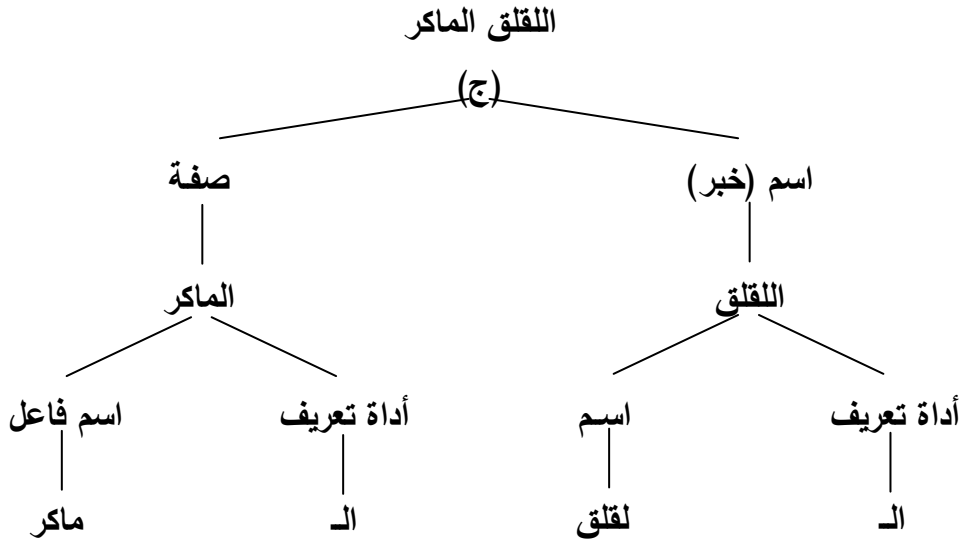 اللقلق الماكر
(ج)
اسم (خبر) صفة
اللقلق الماكر
أداة تعريف اسم أداة تعريف اسم فاعل
الـ لقلق الـ ماكر